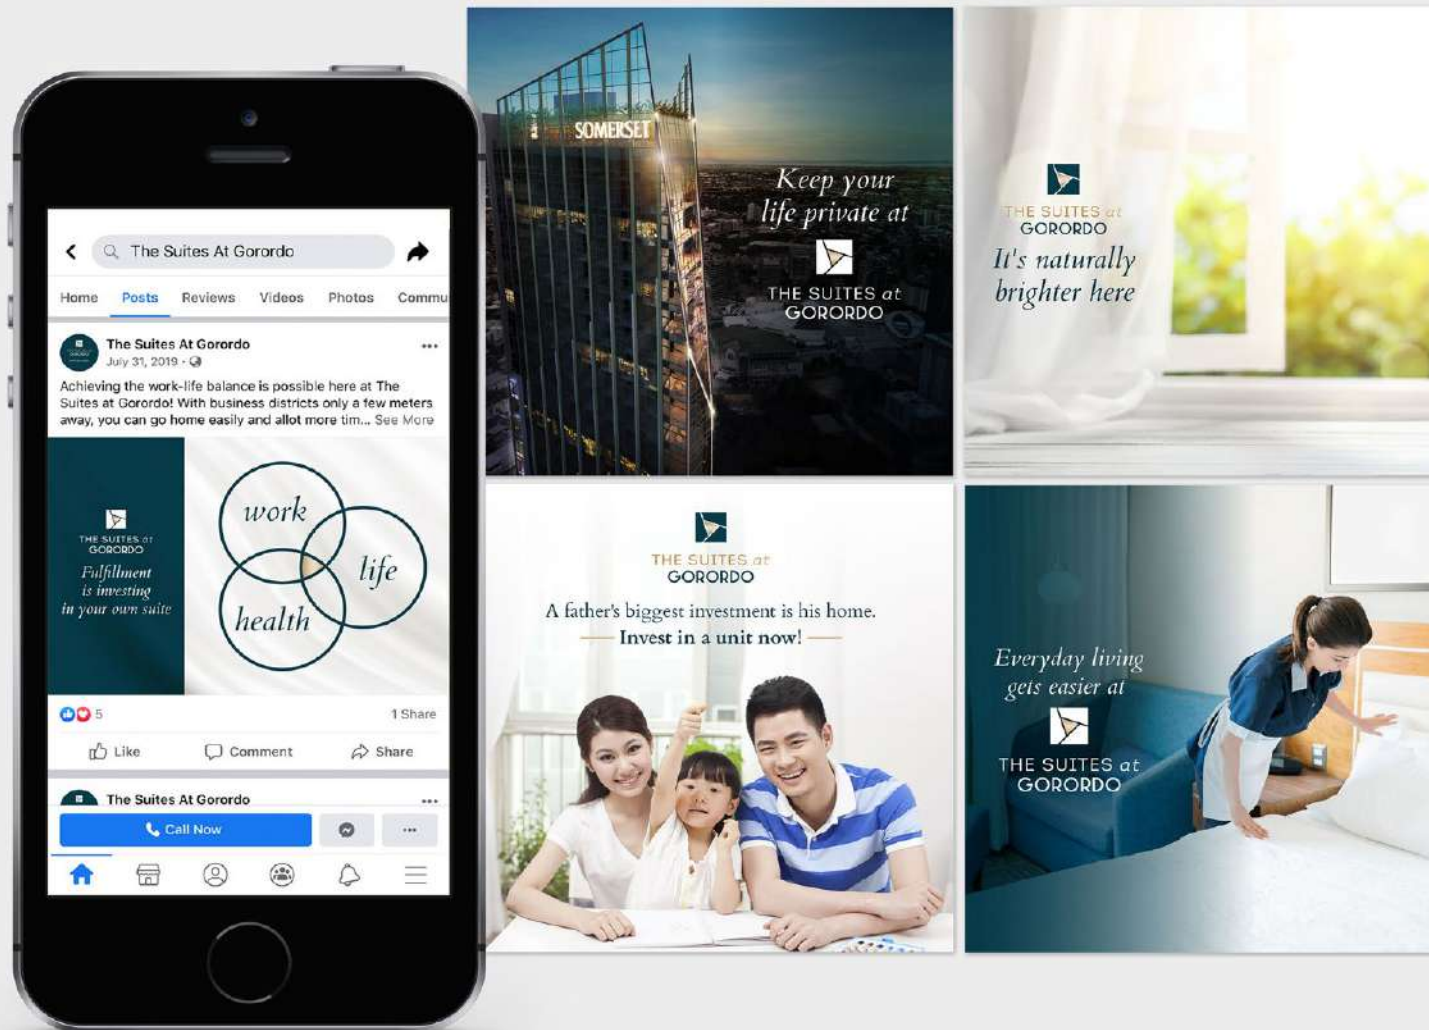 The Suites At Gorordo
Home Posts Reviews Videos Photos Commu
The Suites At Gorordo
July 31, 2019 ·
Achieving the work-life balance is possible here at The
Suites at Gorordo! With business districts only a few meters
away, you can go home easily and allot more tim... See More
THE SUITES at
GORORDO
Fulfillment
is investing
in your own suite
work
life
health
5
1 Share
Like Comment Share
The Suites At Gorordo
Call Now
SOMERSET
Keep your
life private at
THE SUITES at
GORORDO
THE SUITES at
GORORDO
It's naturally
brighter here
THE SUITES at
GORORDO
A father's biggest investment is his home.
Invest in a unit now!
Everyday living
gets easier at
THE SUITES at
GORORDO